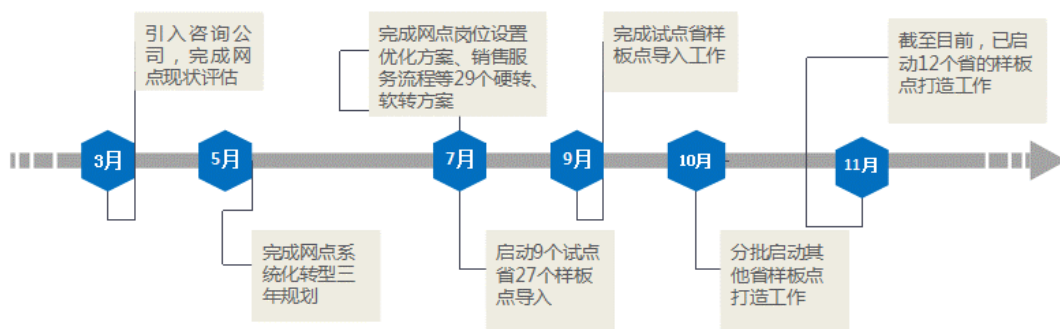 引入咨询公
司，完成网
点现状评估
完成网点岗位设置
优化方案、销售服
务流程等29个硬转、
软转方案
完成试点省样
板点导入工作
截至目前，已启
动12个省的样板
点打造工作
3月
5月
7月
9月
10月
11月
完成网点系
统化转型三
年规划
启动9个试点
省27个样板
点导入
分批启动其
他省样板点
打造工作